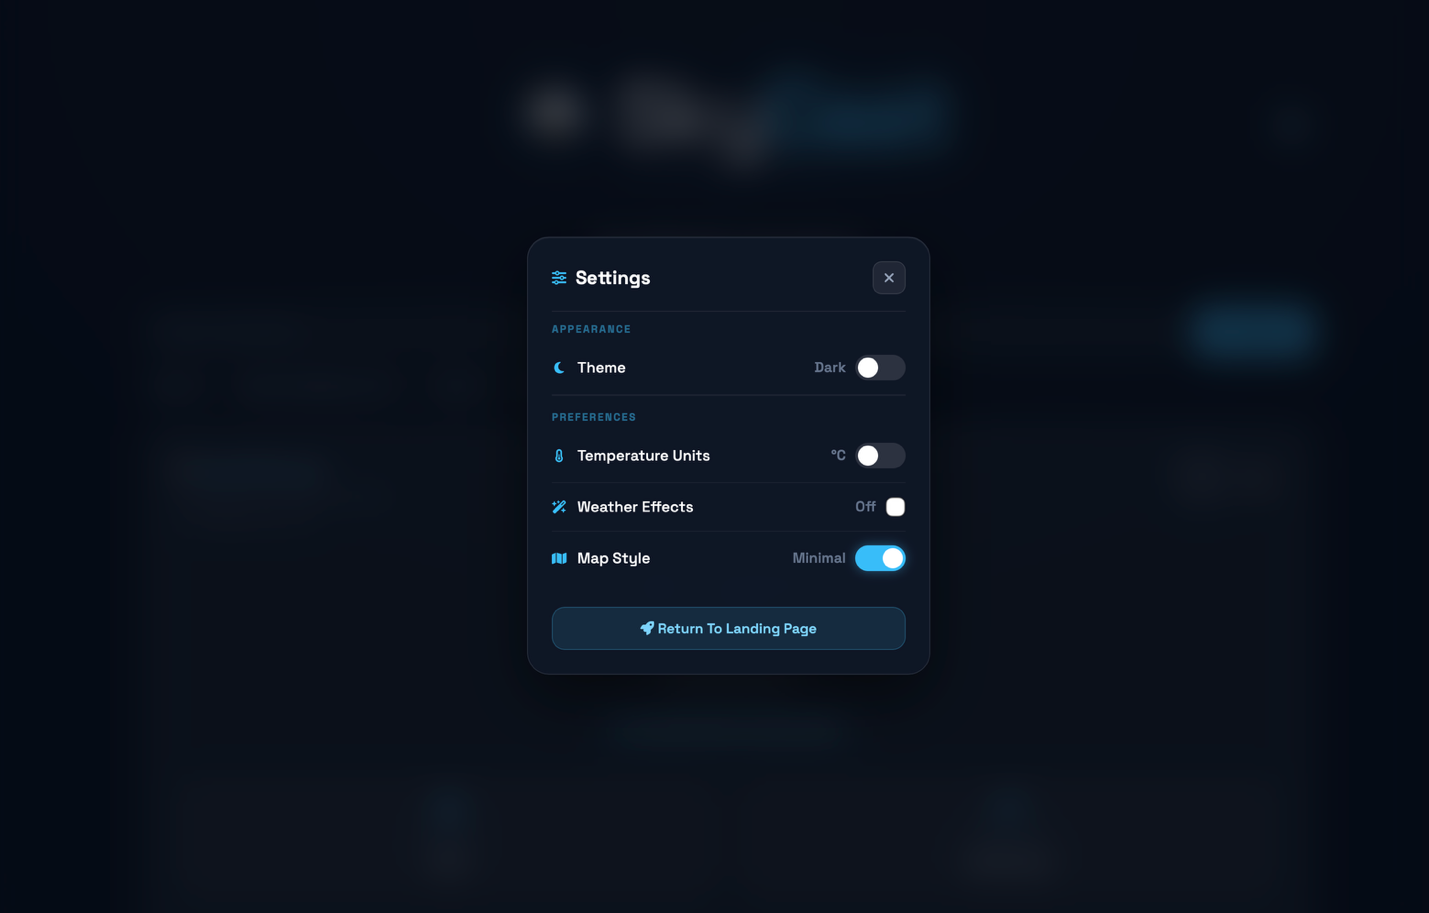 Settings
APPEARANCE
Theme Dark
PREFERENCES
Temperature Units °C
Weather Effects Off
Map Style Minimal
Return To Landing Page